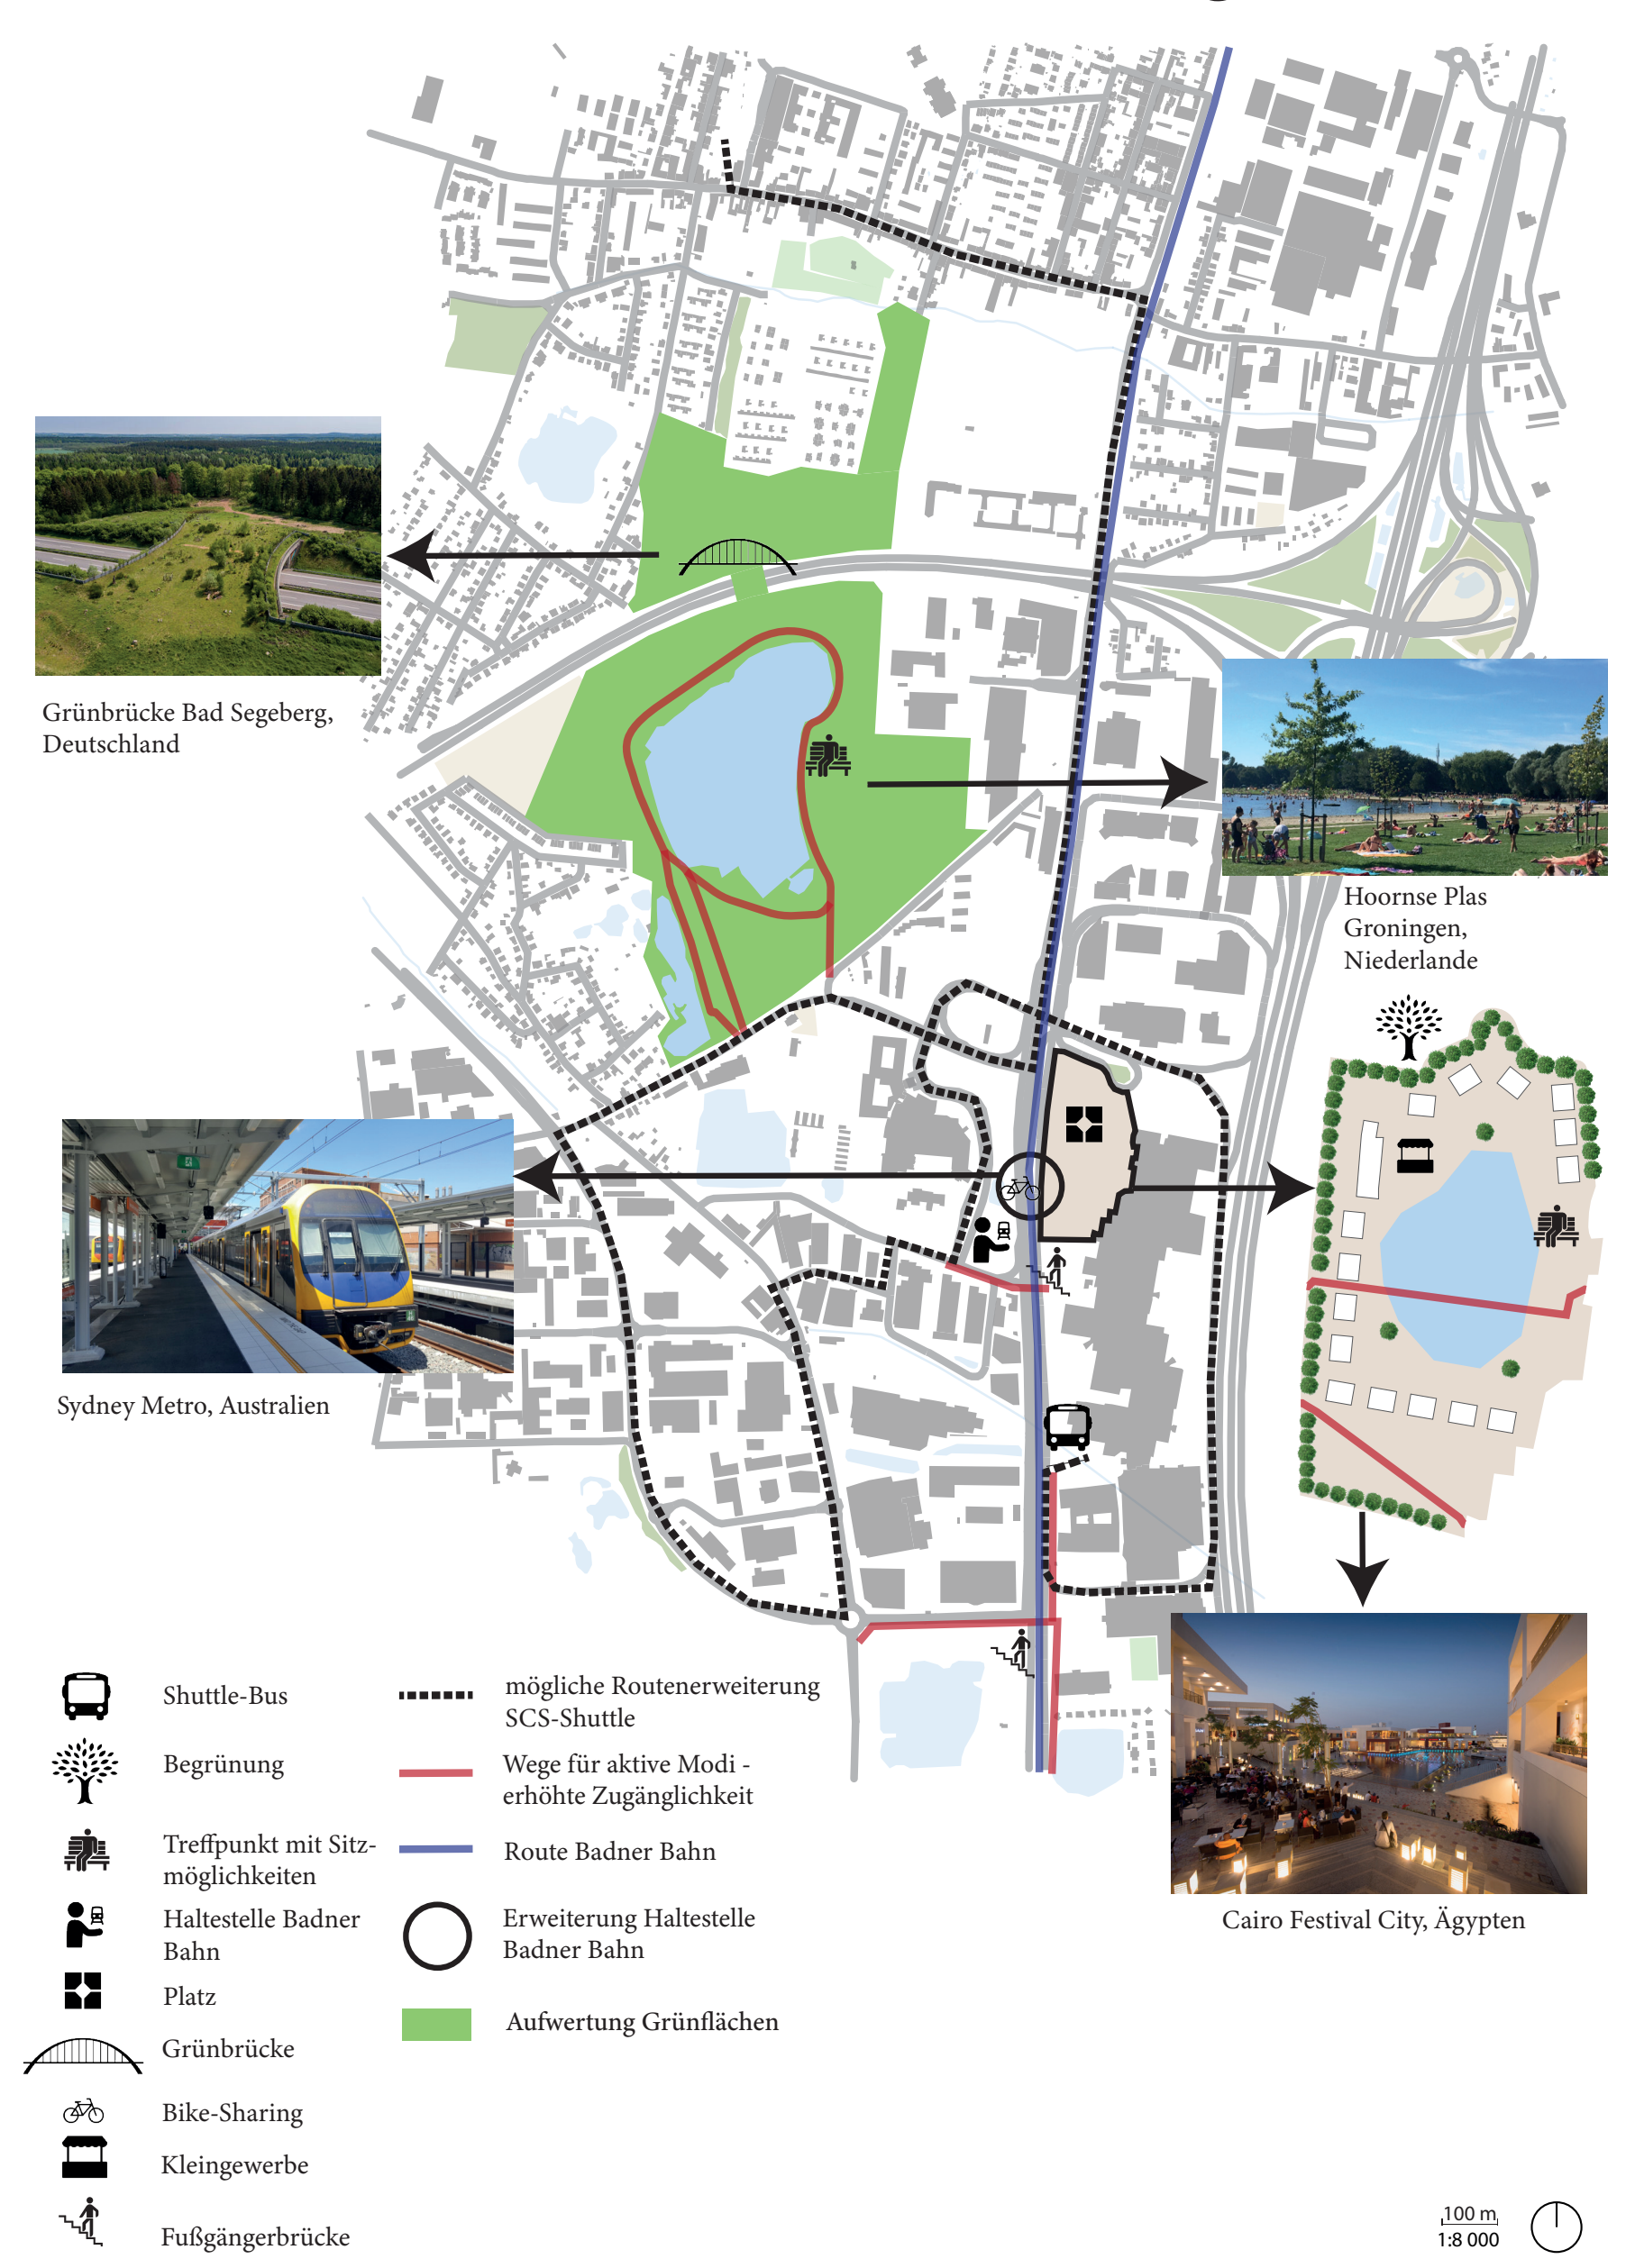 Grünbrücke Bad Segeberg,
Deutschland
Hoornse Plas
Groningen,
Niederlande
Sydney Metro, Australien
Cairo Festival City, Ägypten
Shuttle-Bus
Begrünung
Treffpunkt mit Sitz-
möglichkeiten
Haltestelle Badner
Bahn
Platz
Grünbrücke
Bike-Sharing
Kleingewerbe
Fußgängerbrücke
mögliche Routenerweiterung
SCS-Shuttle
Wege für aktive Modi -
erhöhte Zugänglichkeit
Route Badner Bahn
Erweiterung Haltestelle
Badner Bahn
Aufwertung Grünflächen
100 m
1:8 000